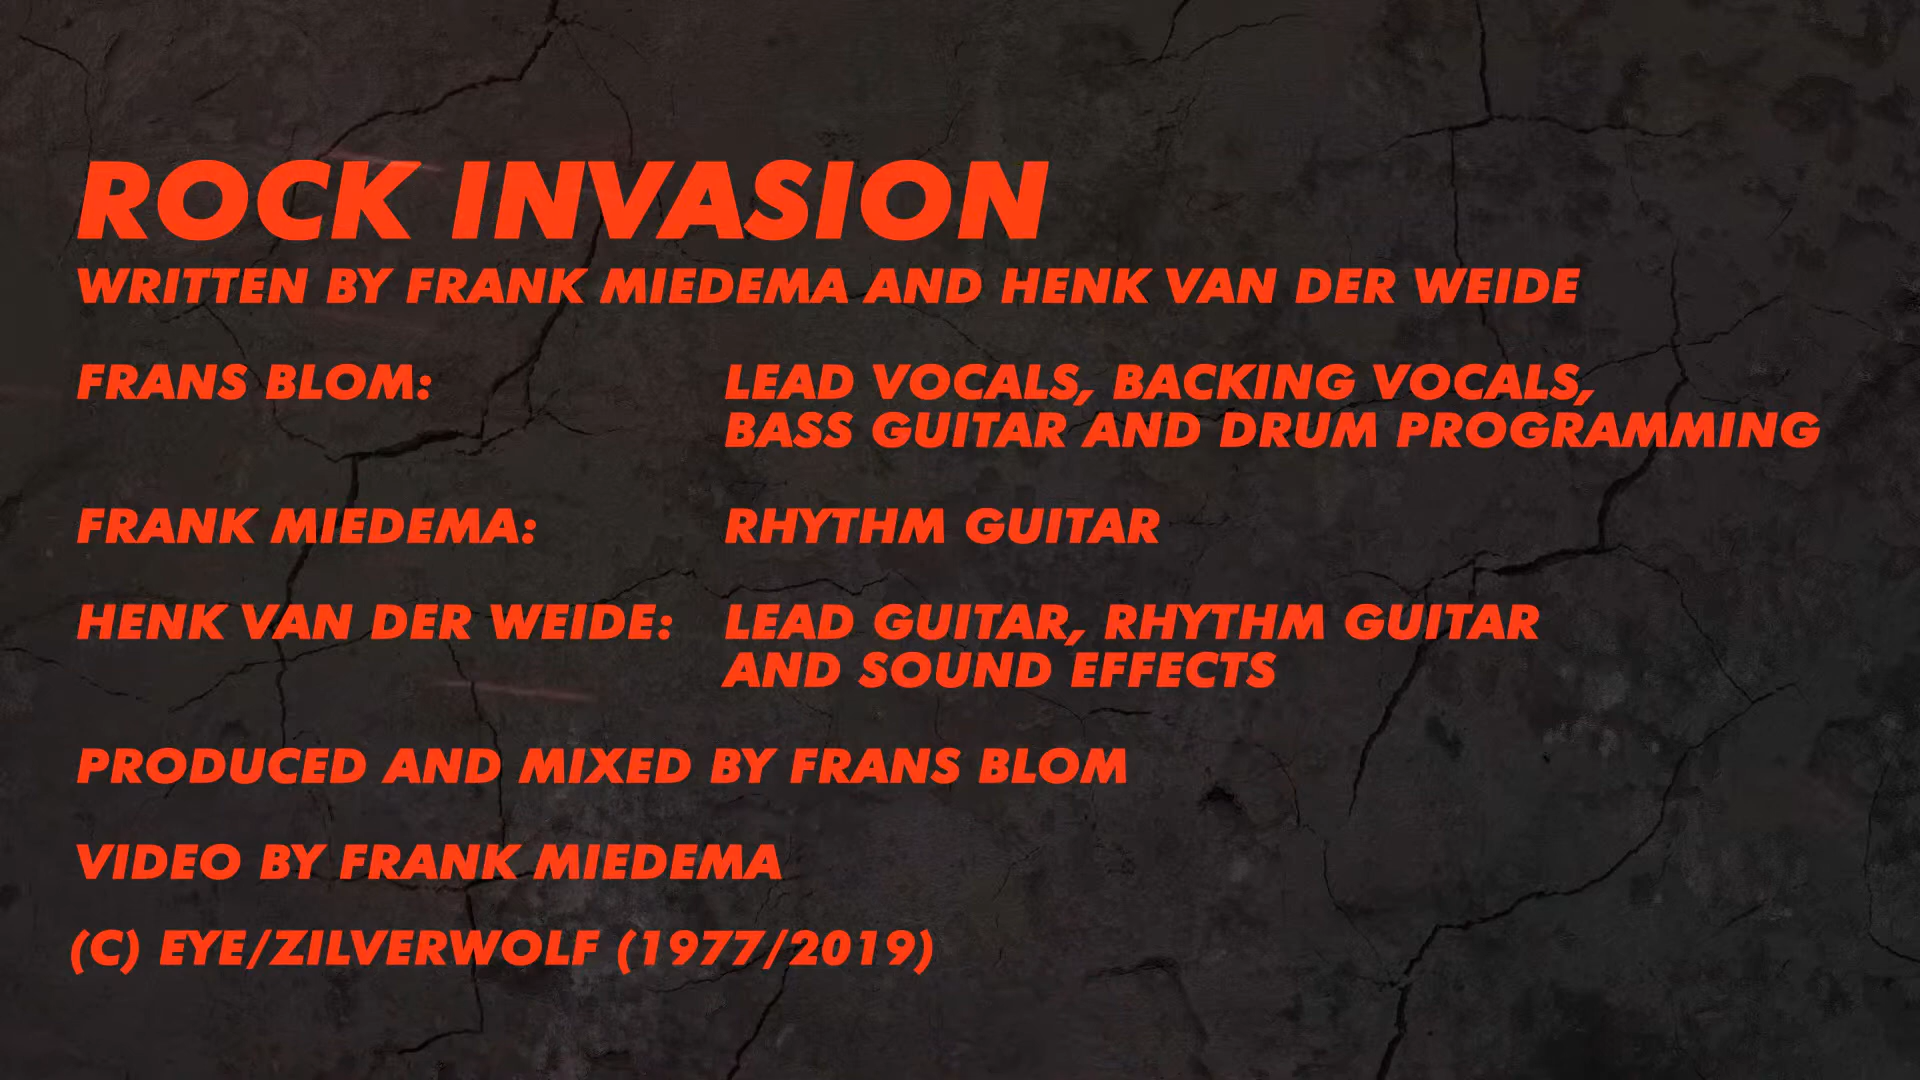 ROCK INVASION
WRITTEN BY FRANK MIEDEMA AND HENK VAN DER WEIDE
FRANS BLOM: LEAD VOCALS, BACKING VOCALS,
BASS GUITAR AND DRUM PROGRAMMING
FRANK MIEDEMA: RHYTHM GUITAR
HENK VAN DER WEIDE: LEAD GUITAR, RHYTHM GUITAR
AND SOUND EFFECTS
PRODUCED AND MIXED BY FRANS BLOM
VIDEO BY FRANK MIEDEMA
(C) EYE/ZILVERWOLF (1977/2019)